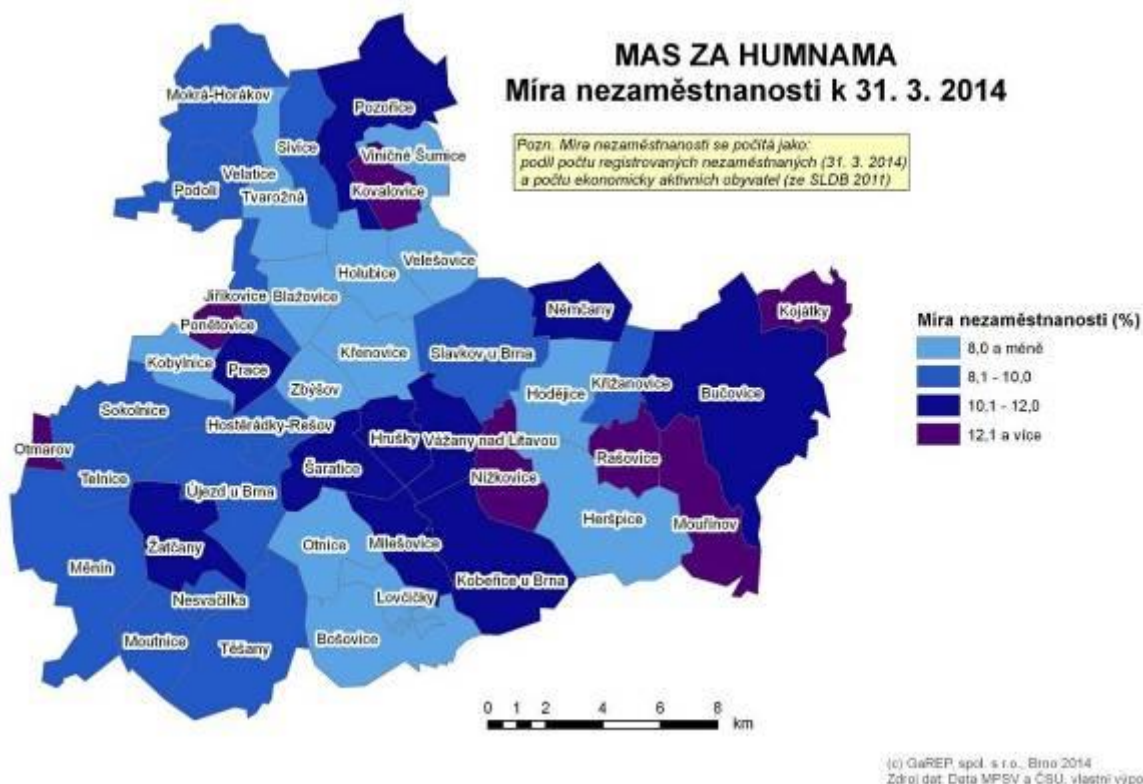 MAS ZA HUMNAMA
Míra nezaměstnanosti k 31. 3. 2014
Pozn. Míra nezaměstnanosti se počítá jako:
podíl počtu registrovaných nezaměstnaných (31. 3. 2014)
a počtu ekonomicky aktivních obyvatel (ze SLDB 2011)
Mokrá-Horákov
Pozořice
Sivice
Viničné Šumice
Velatice
Podolí
Tvarožná
Kovalovice
Velešovice
Holubice
Jiříkovice
Blažovice
Němčany
Kojátky
Ponětovice
Kobylnice
Prace
Křenovice
Slavkov u Brna
Zbýšov
Hodějice
Křižanovice
Bučovice
Sokolnice
Hostěrádky-Rešov
Hrušky
Vážany nad Litavou
Otmarov
Telnice
Šaratice
Rašovice
Nížkovice
Újezd u Brna
Heršpice
Mouřínov
Žatčany
Otnice
Milešovice
Měnín
Kobeřice u Brna
Nesvačilka
Lovčičky
Moutnice
Těšany
Bošovice
Míra nezaměstnanosti (%)
8,0 a méně
8,1 - 10,0
10,1 - 12,0
12,1 a více
0 1 2 4 6 8
km
(c) GaREP, spol. s r.o., Brno 2014
Zdroj dat: Data MPSV a ČSÚ, vlastní výpo